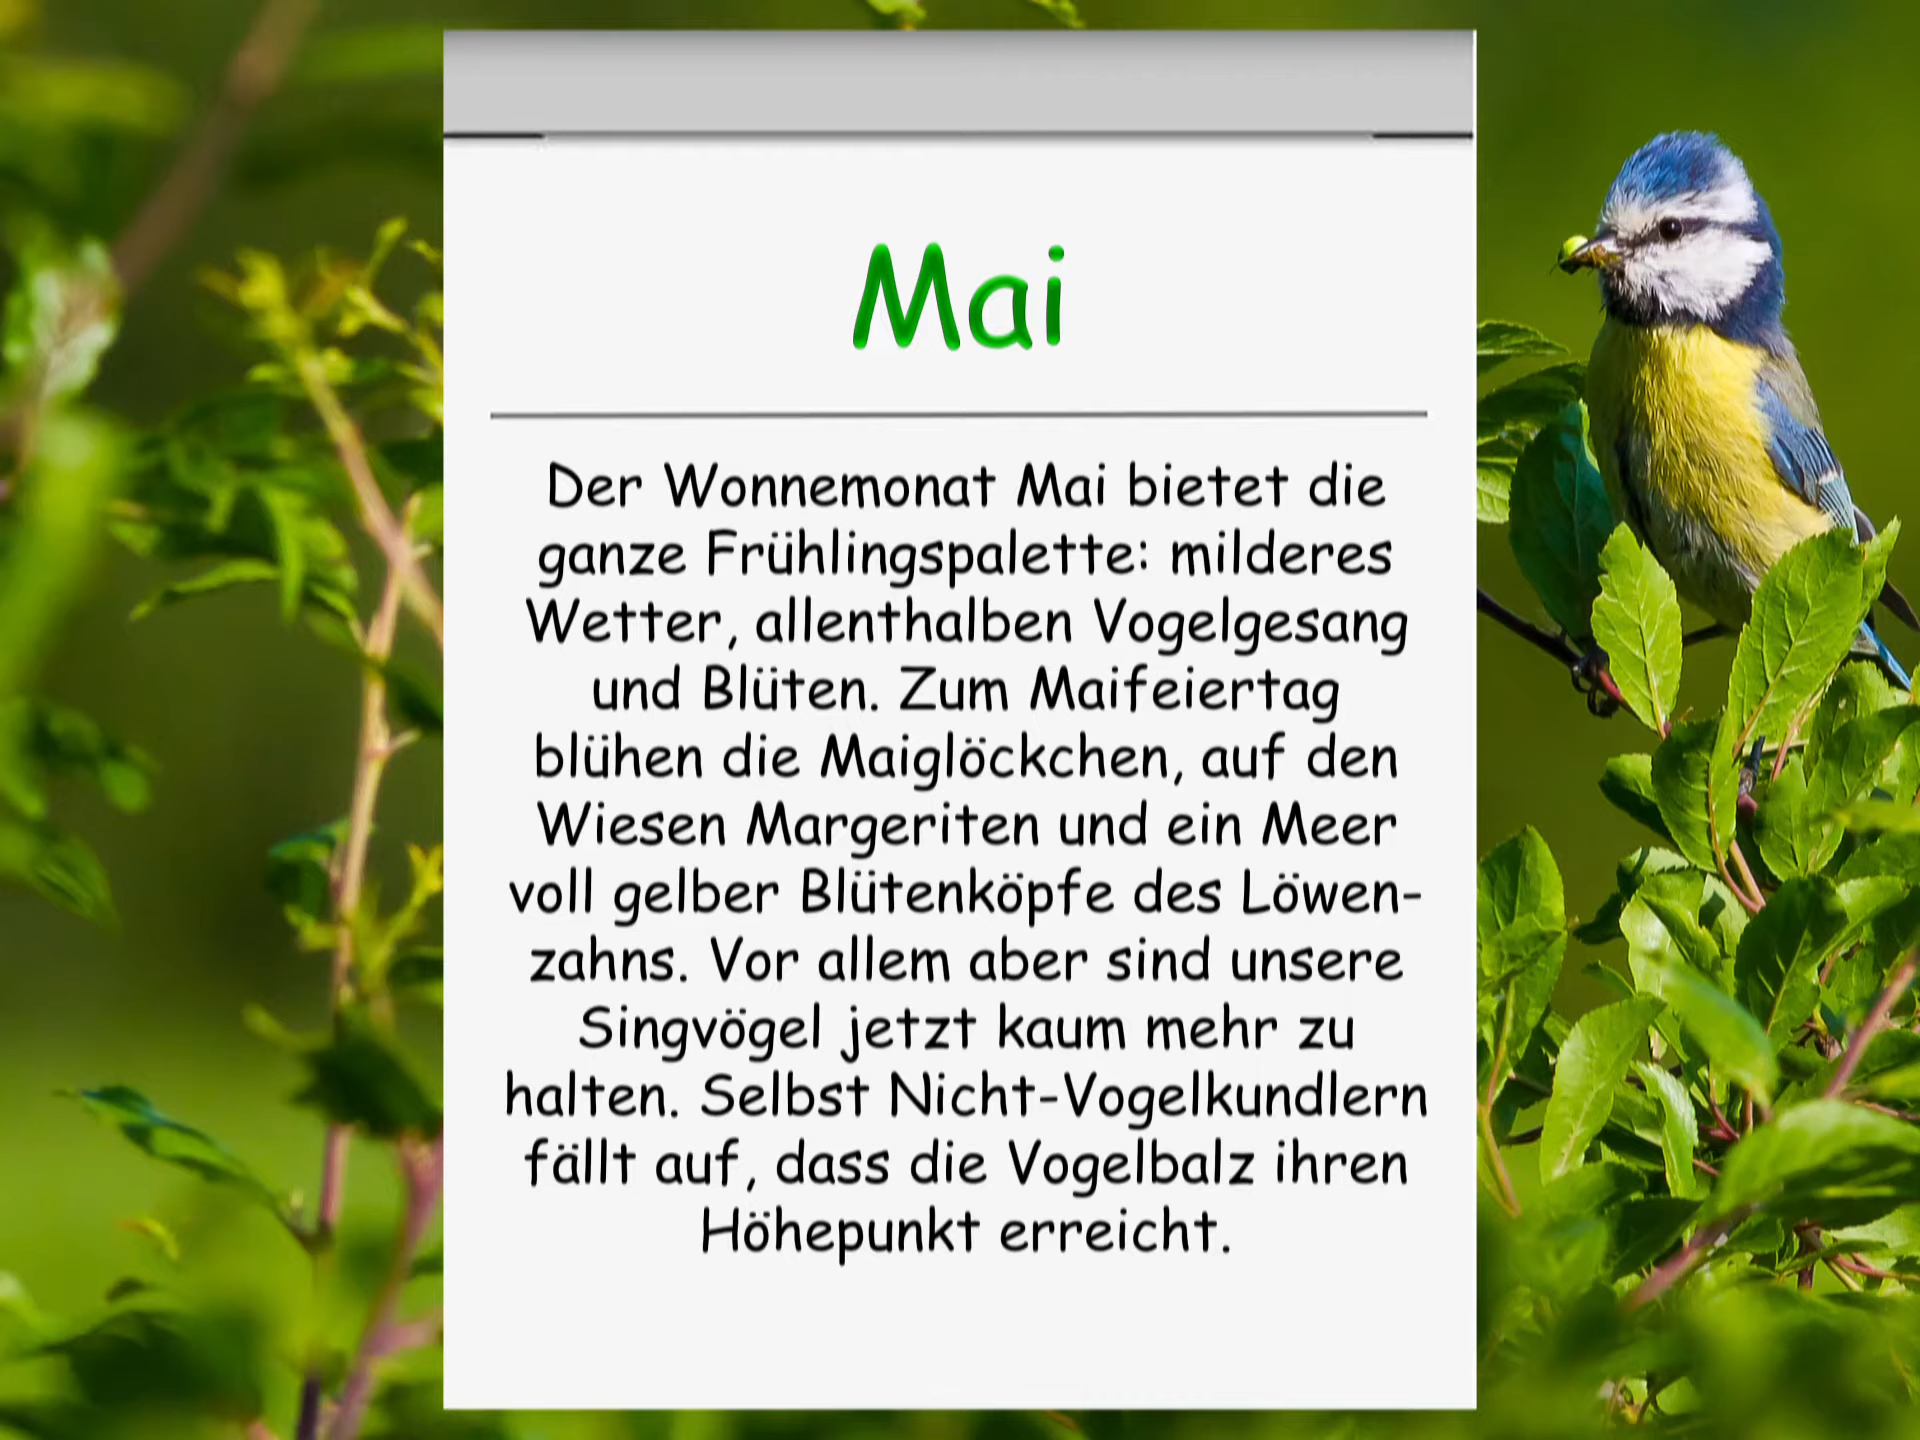 Mai
Der Wonnemonat Mai bietet die
ganze Frühlingspalette: milderes
Wetter, allenthalben Vogelgesang
und Blüten. Zum Maifeiertag
blühen die Maiglöckchen, auf den
Wiesen Margeriten und ein Meer
voll gelber Blütenköpfe des Löwen-
zahns. Vor allem aber sind unsere
Singvögel jetzt kaum mehr zu
halten. Selbst Nicht-Vogelkundlern
fällt auf, dass die Vogelbalz ihren
Höhepunkt erreicht.